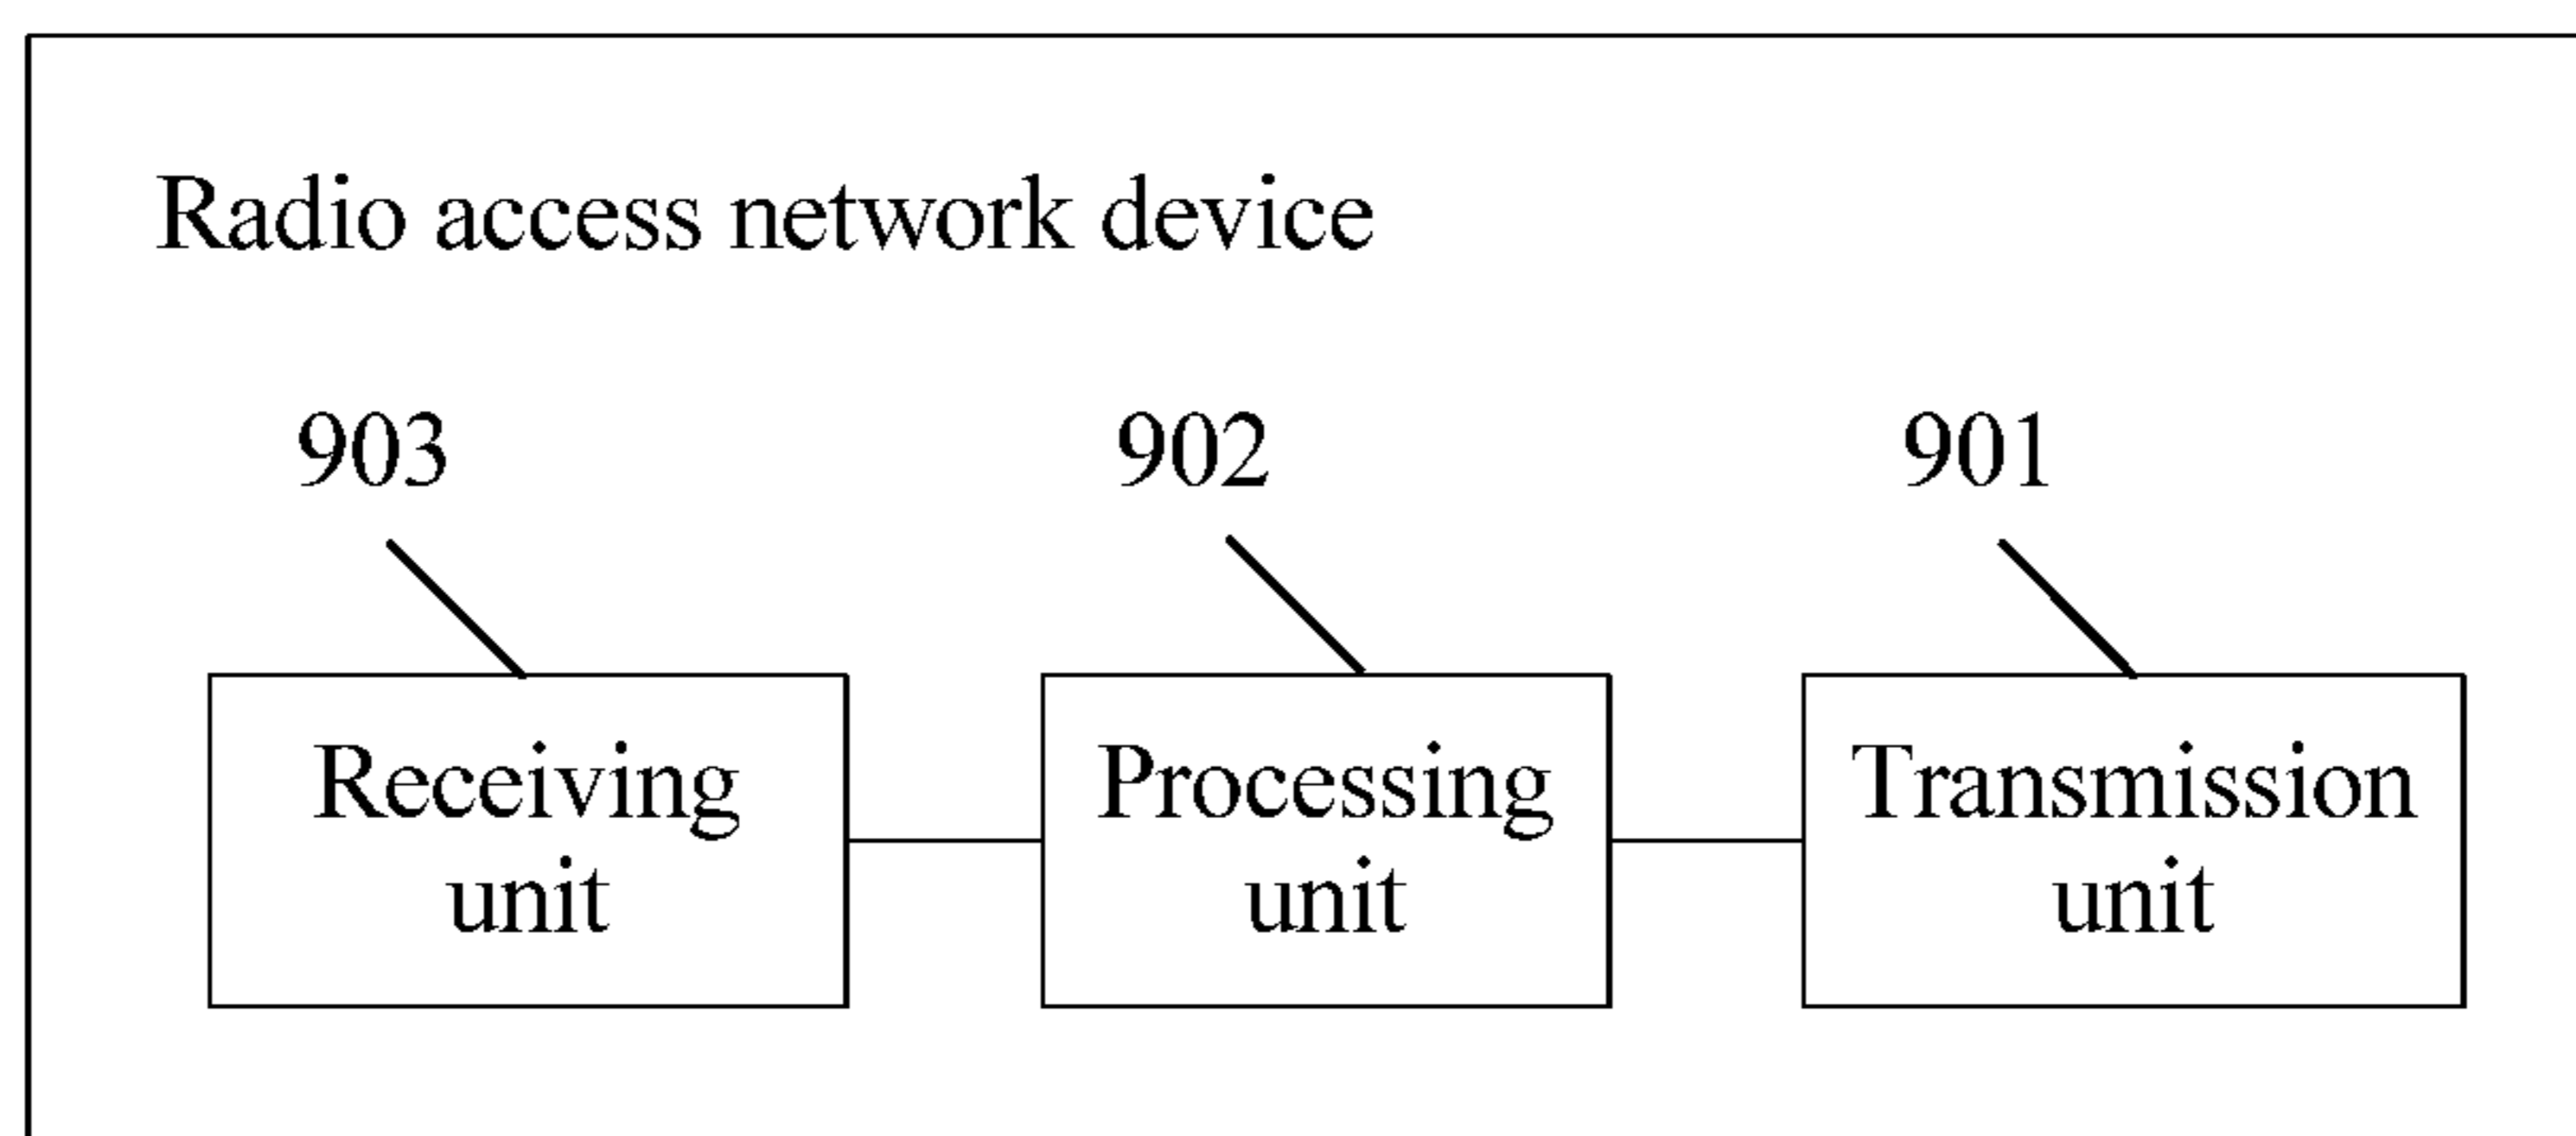 Radio access network device
903
902
901
Receiving
unit
Processing
unit
Transmission
unit